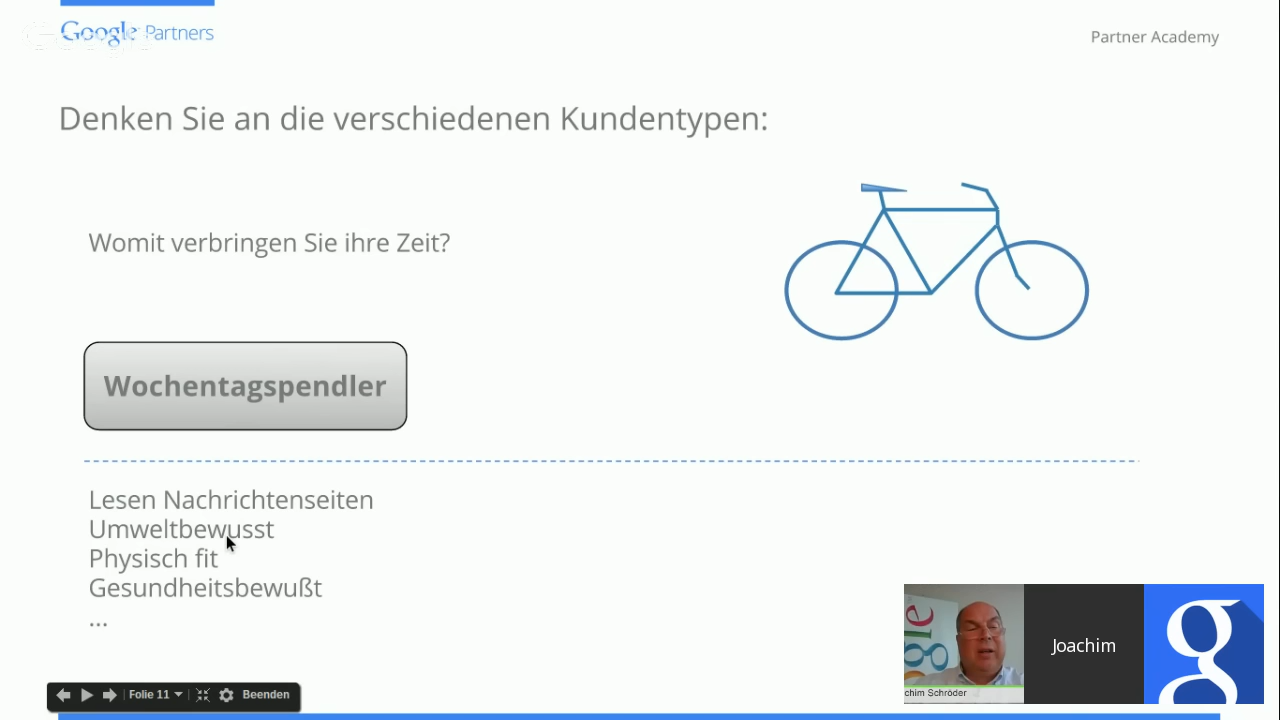 Google Partners
Partner Academy
Denken Sie an die verschiedenen Kundentypen:
Womit verbringen Sie ihre Zeit?
Wochentagspendler
Lesen Nachrichtenseiten
Umweltbewusst
Physisch fit
Gesundheitsbewußt
...
Joachim
chim Schröder
Folie 11
Beenden